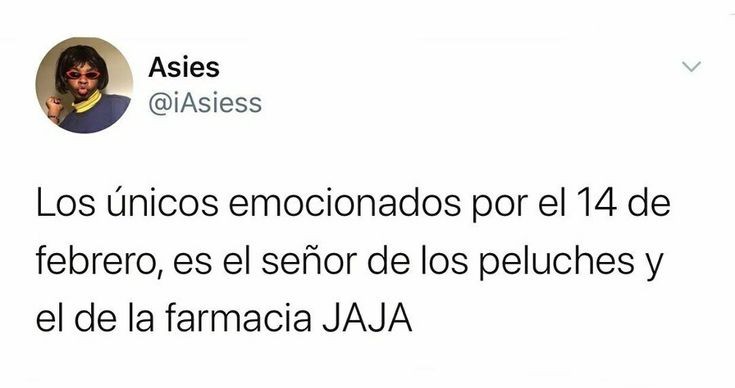 Asies
@iAsiess
Los únicos emocionados por el 14 de
febrero, es el señor de los peluches y
el de la farmacia JAJA